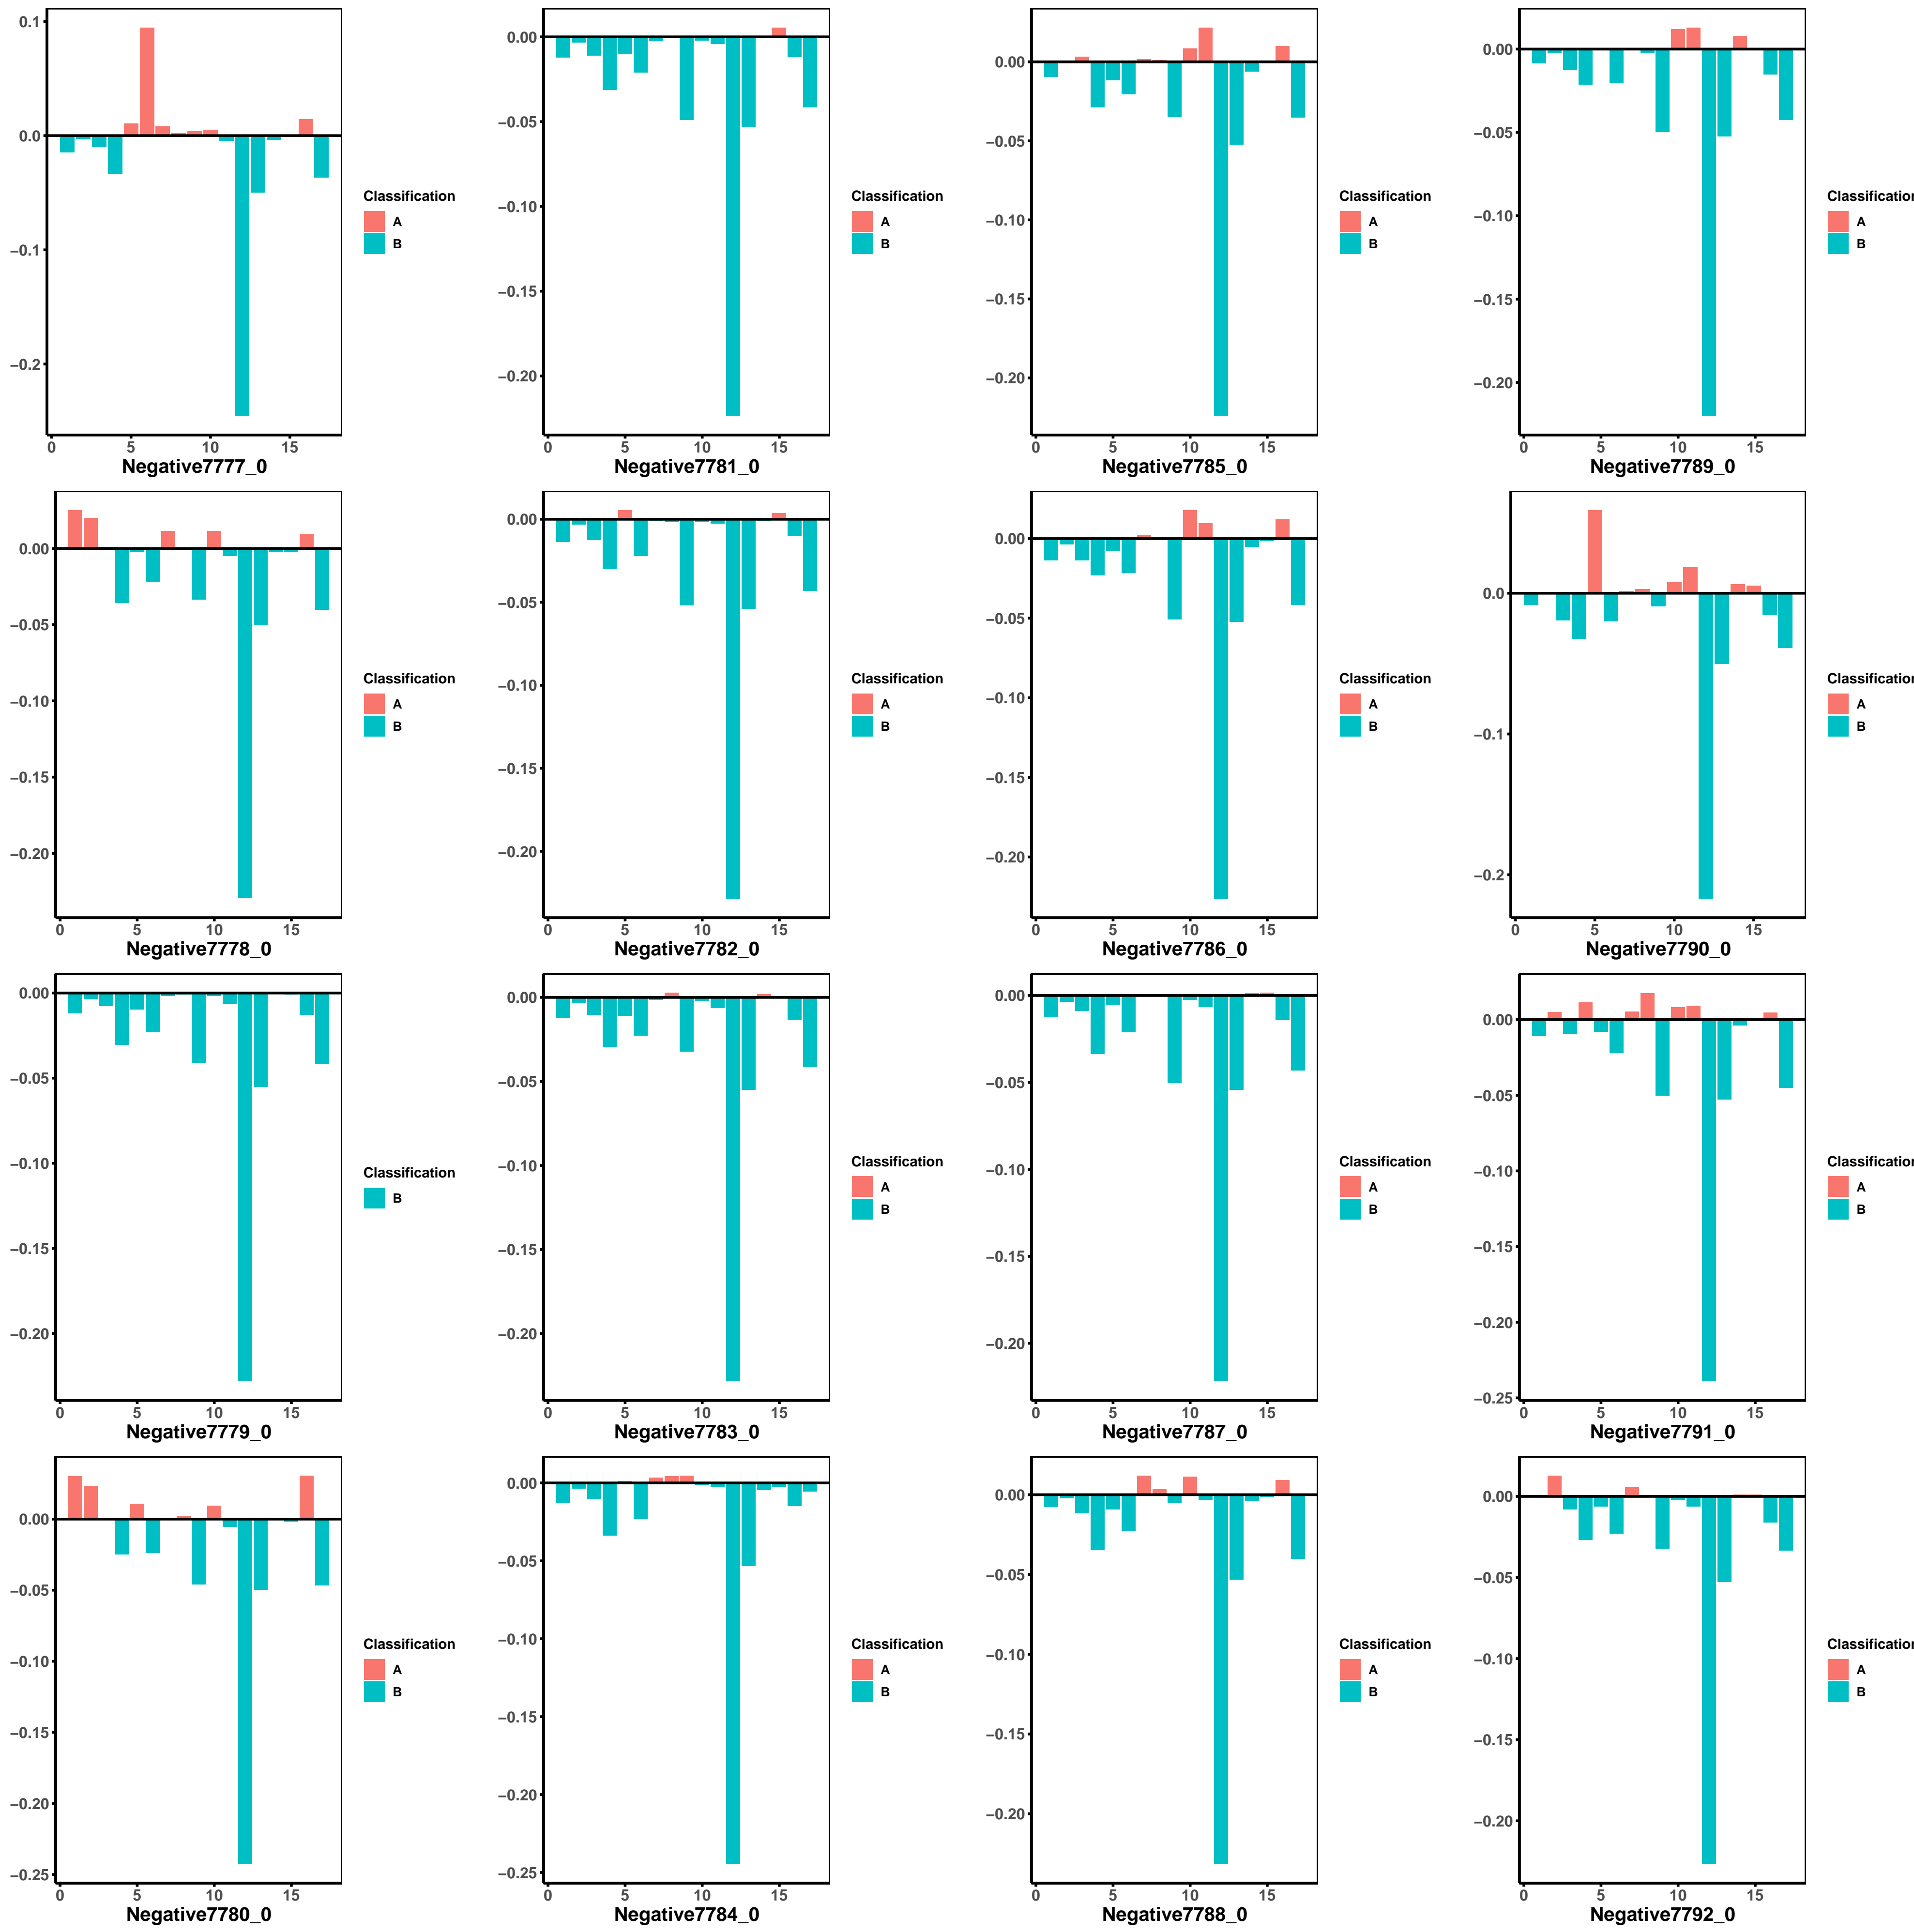 0.1
0.0
−0.1
−0.2
0 5 10 15
Negative7777_0
Classification
A
B
0.00
−0.05
−0.10
−0.15
−0.20
0 5 10 15
Negative7781_0
Classification
A
B
0.00
−0.05
−0.10
−0.15
−0.20
0 5 10 15
Negative7785_0
Classification
A
B
0.00
−0.05
−0.10
−0.15
−0.20
0 5 10 15
Negative7789_0
Classification
A
B
0.00
−0.05
−0.10
−0.15
−0.20
0 5 10 15
Negative7778_0
Classification
A
B
0.00
−0.05
−0.10
−0.15
−0.20
0 5 10 15
Negative7782_0
Classification
A
B
0.00
−0.05
−0.10
−0.15
−0.20
0 5 10 15
Negative7786_0
Classification
A
B
0.0
−0.1
−0.2
0 5 10 15
Negative7790_0
Classification
A
B
0.00
−0.05
−0.10
−0.15
−0.20
0 5 10 15
Negative7779_0
Classification
B
0.00
−0.05
−0.10
−0.15
−0.20
0 5 10 15
Negative7783_0
Classification
A
B
0.00
−0.05
−0.10
−0.15
−0.20
0 5 10 15
Negative7787_0
Classification
A
B
0.00
−0.05
−0.10
−0.15
−0.20
−0.25
0 5 10 15
Negative7791_0
Classification
A
B
0.00
−0.05
−0.10
−0.15
−0.20
−0.25
0 5 10 15
Negative7780_0
Classification
A
B
0.00
−0.05
−0.10
−0.15
−0.20
−0.25
0 5 10 15
Negative7784_0
Classification
A
B
0.00
−0.05
−0.10
−0.15
−0.20
0 5 10 15
Negative7788_0
Classification
A
B
0.00
−0.05
−0.10
−0.15
−0.20
0 5 10 15
Negative7792_0
Classification
A
B